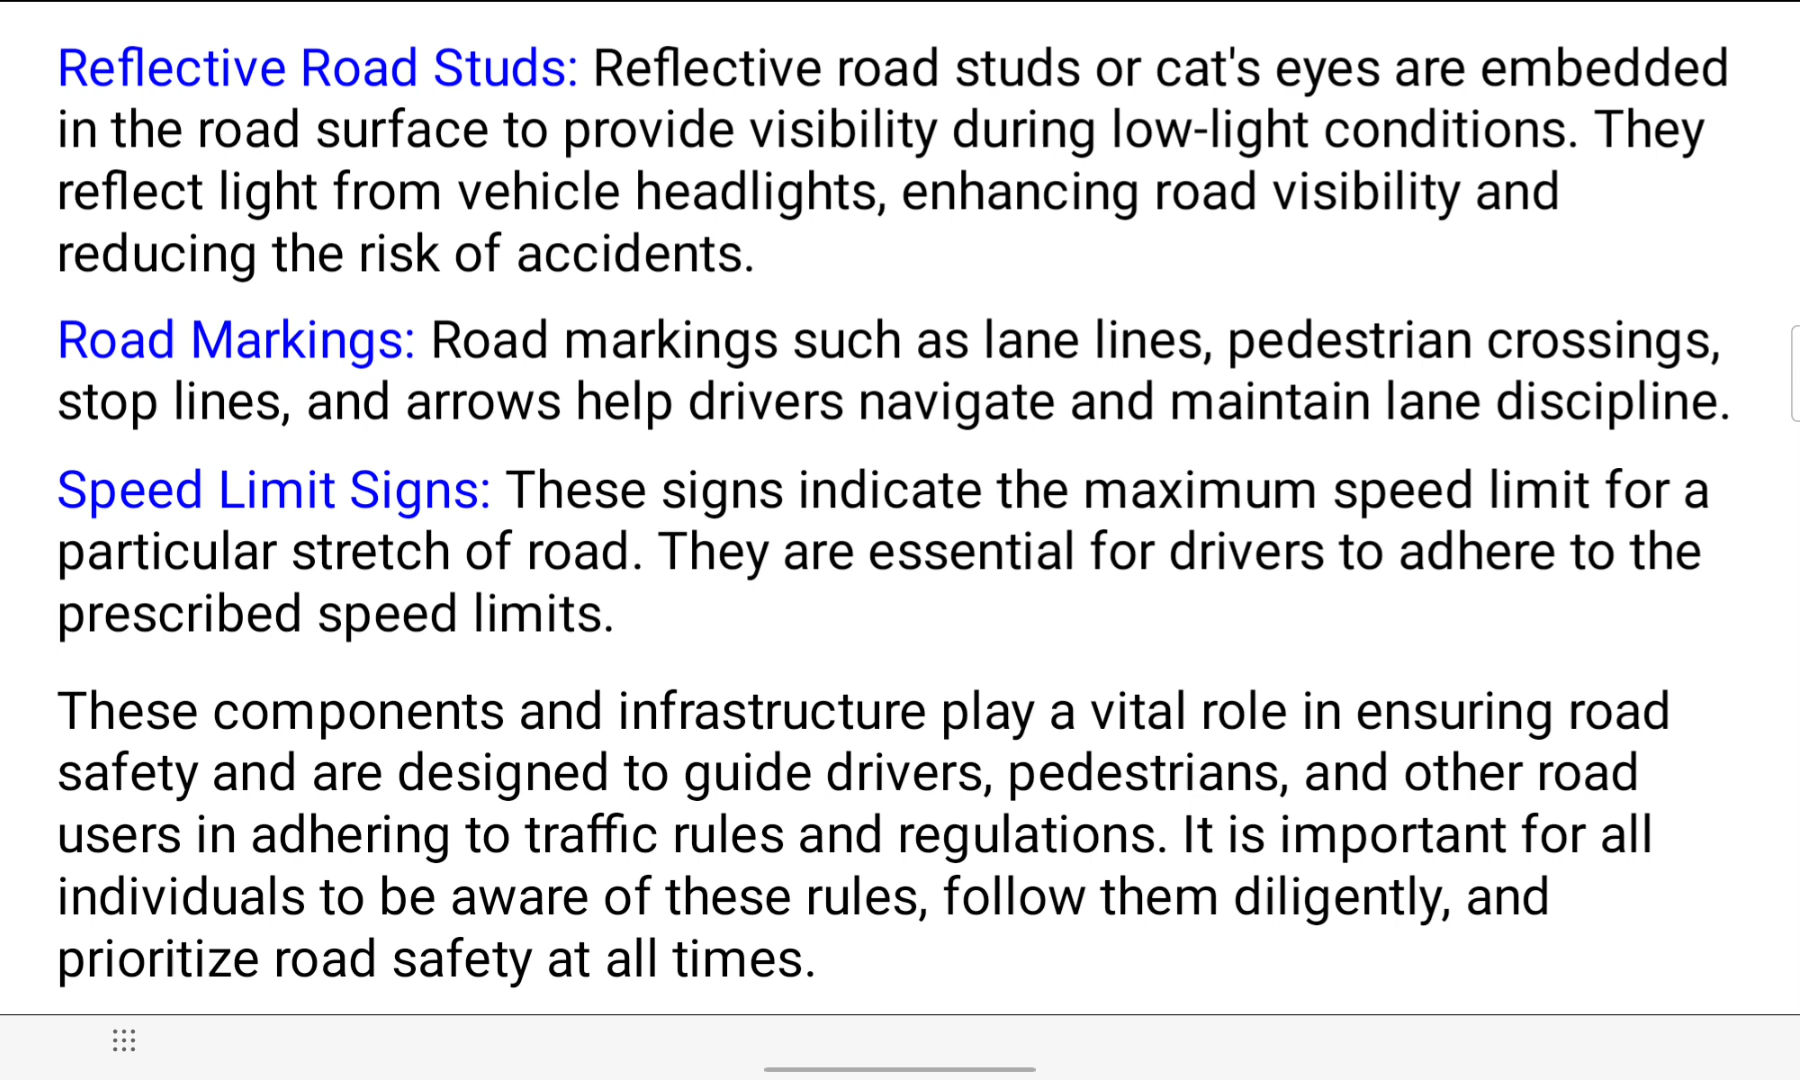 Reflective Road Studs: Reflective road studs or cat's eyes are embedded
in the road surface to provide visibility during low-light conditions. They
reflect light from vehicle headlights, enhancing road visibility and
reducing the risk of accidents.
Road Markings: Road markings such as lane lines, pedestrian crossings,
stop lines, and arrows help drivers navigate and maintain lane discipline.
Speed Limit Signs: These signs indicate the maximum speed limit for a
particular stretch of road. They are essential for drivers to adhere to the
prescribed speed limits.
These components and infrastructure play a vital role in ensuring road
safety and are designed to guide drivers, pedestrians, and other road
users in adhering to traffic rules and regulations. It is important for all
individuals to be aware of these rules, follow them diligently, and
prioritize road safety at all times.